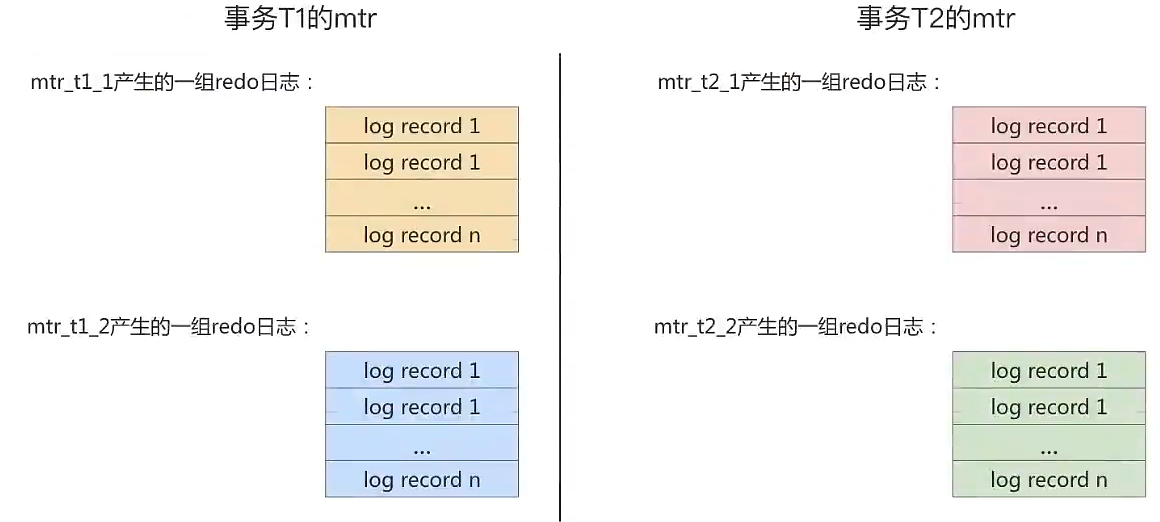 事务T1的mtr
mtr_t1_1产生的一组redo日志：
log record 1
log record 1
...
log record n
mtr_t1_2产生的一组redo日志：
log record 1
log record 1
...
log record n
事务T2的mtr
mtr_t2_1产生的一组redo日志：
log record 1
log record 1
...
log record n
mtr_t2_2产生的一组redo日志：
log record 1
log record 1
...
log record n